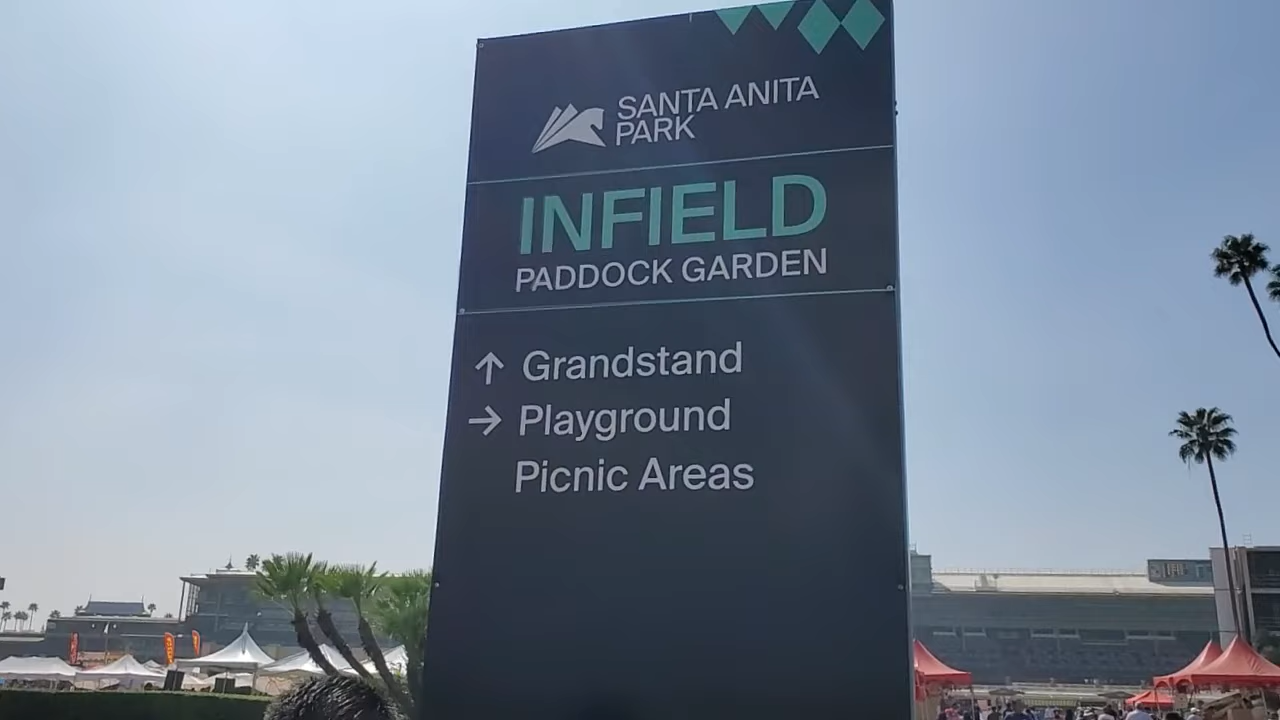 SANTA ANITA
PARK
INFIELD
PADDOCK GARDEN
↑ Grandstand
→ Playground
Picnic Areas